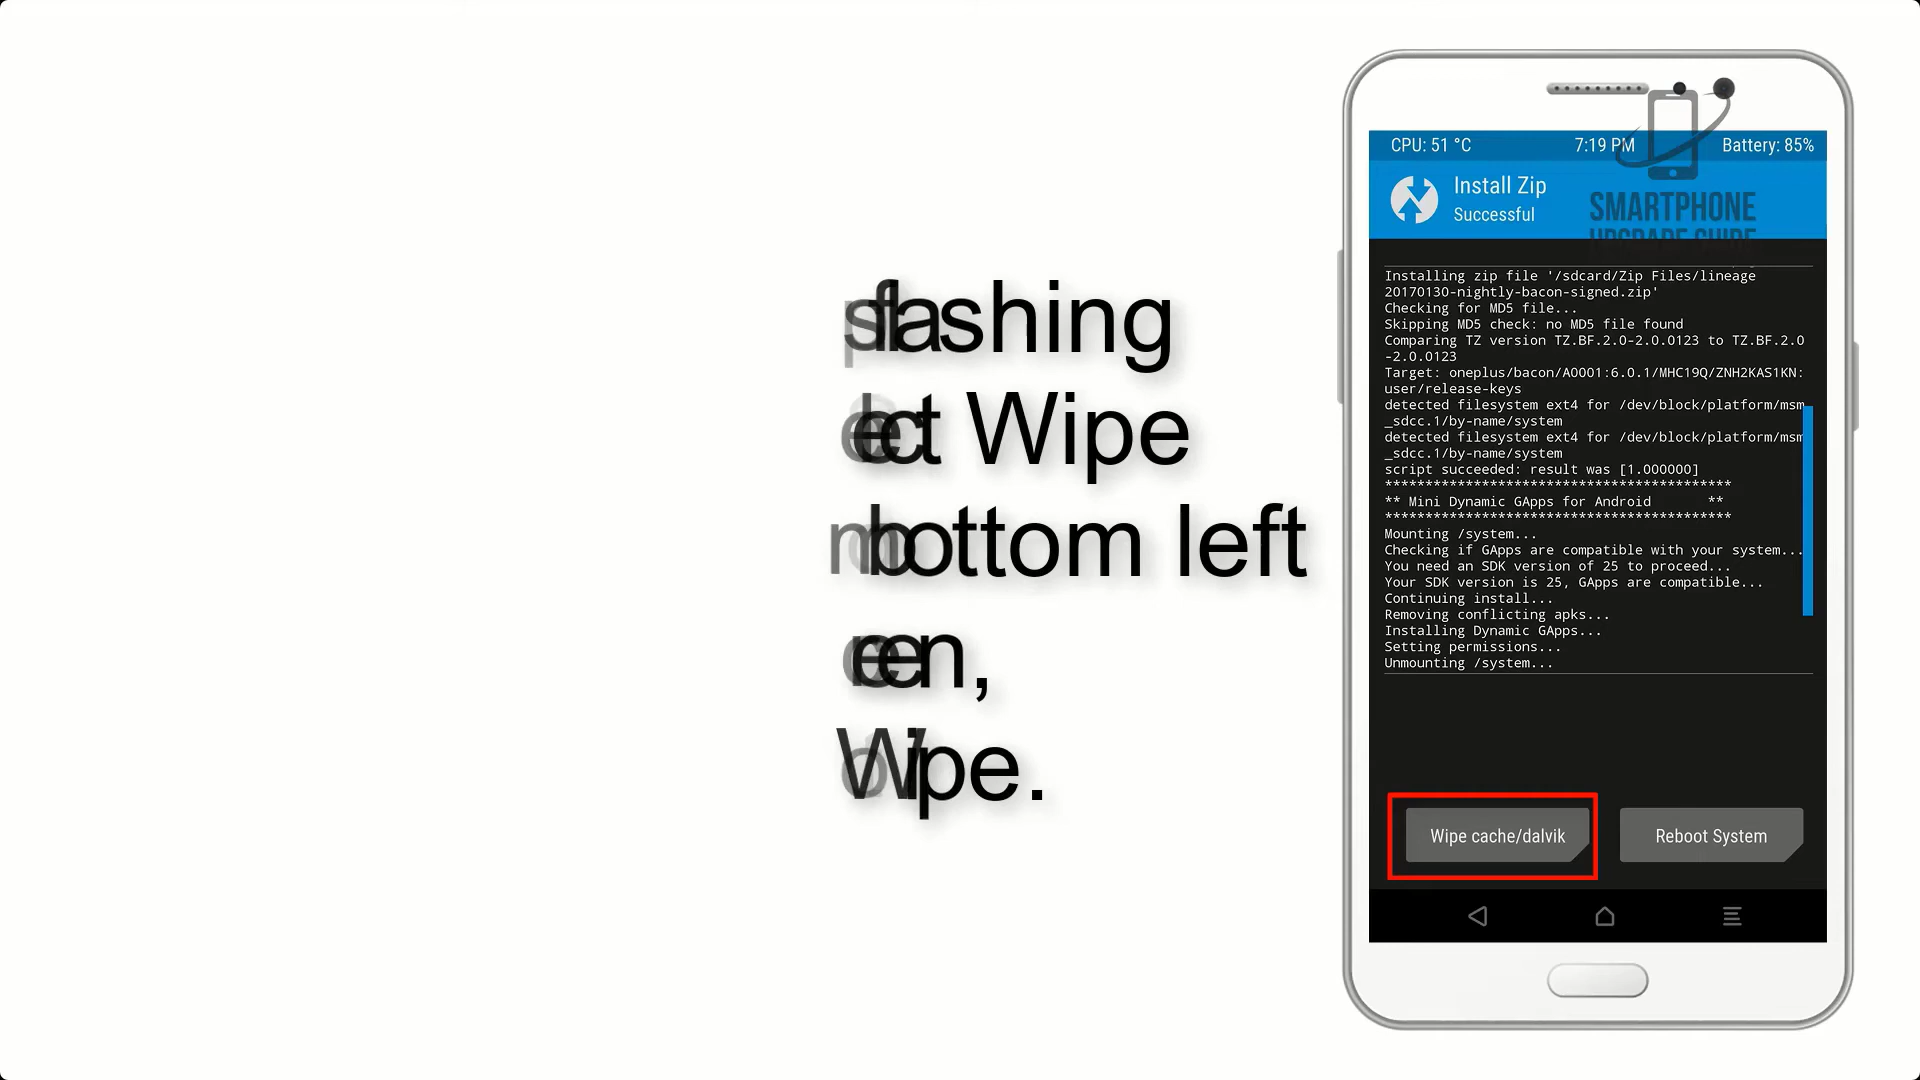 flashing
Wipe
bottom left
Wipe.
CPU: 51 °C 7:19 PM Battery: 85%
Install Zip
Successful
SMARTPHONE
UPGRADE GUIDE
Installing zip file '/sdcard/Zip Files/lineage
20170130-nightly-bacon-signed.zip'
Checking for MD5 file...
Skipping MD5 check: no MD5 file found
Comparing TZ version TZ.BF.2.0-2.0.0123 to TZ.BF.2.0
-2.0.0123
Target: oneplus/bacon/A0001:6.0.1/MHC19Q/ZNH2KAS1KN:
user/release-keys
detected filesystem ext4 for /dev/block/platform/msm
_sdcc.1/by-name/system
detected filesystem ext4 for /dev/block/platform/msm
_sdcc.1/by-name/system
script succeeded: result was [1.000000]
*******************************************
** Mini Dynamic GApps for Android **
*******************************************
Mounting /system...
Checking if GApps are compatible with your system...
You need an SDK version of 25 to proceed...
Your SDK version is 25, GApps are compatible...
Continuing install...
Removing conflicting apks...
Installing Dynamic GApps...
Setting permissions...
Unmounting /system...
Wipe cache/dalvik Reboot System